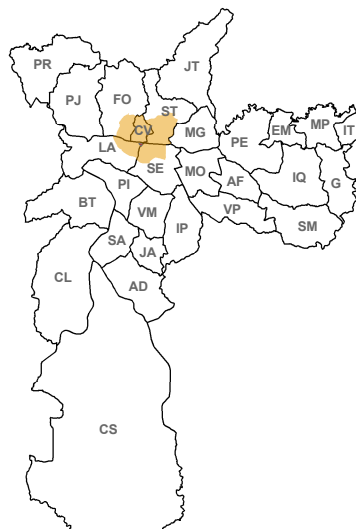 JT
PR
PJ
FO
ST
CV
MG
PE
EM
MP
IT
LA
SE
MO
AF
IQ
G
PI
BT
VM
IP
VP
SM
SA
JA
CL
AD
CS